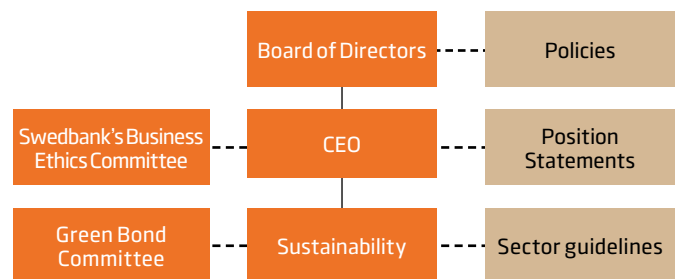 Board of Directors
Policies
Swedbank's Business
Ethics Committee
CEO
Position
Statements
Green Bond
Committee
Sustainability
Sector guidelines